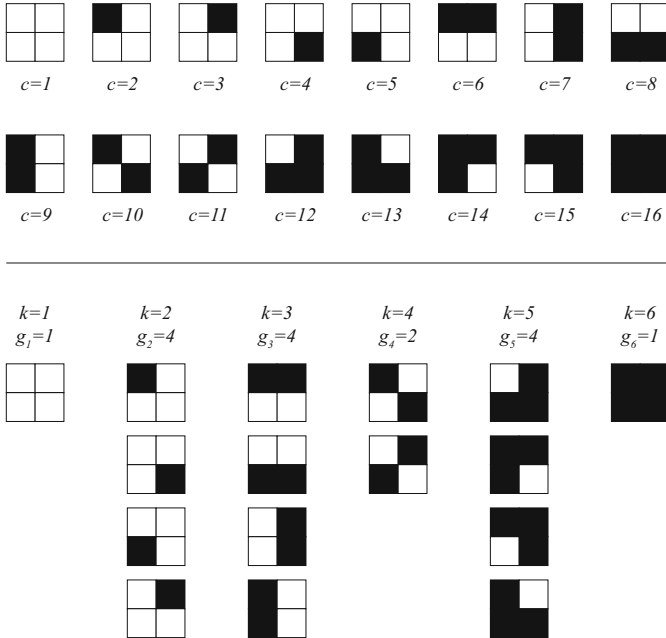 c=1 c=2 c=3 c=4 c=5 c=6 c=7 c=8
c=9 c=10 c=11 c=12 c=13 c=14 c=15 c=16
k=1 k=2 k=3 k=4 k=5 k=6
g₁=1 g₂=4 g₃=4 g₄=2 g₅=4 g₆=1